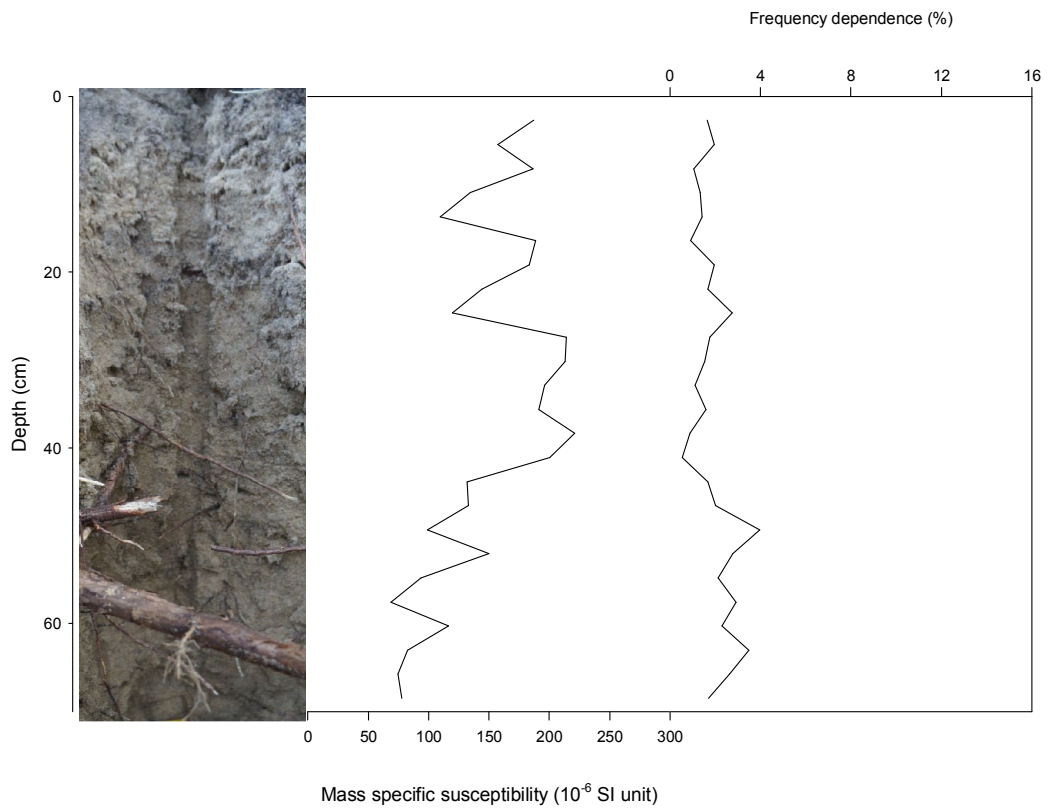 Frequency dependence (%)
0 4 8 12 16
0
20
40
60
Depth (cm)
0 50 100 150 200 250 300
Mass specific susceptibility (10⁻⁶ SI unit)